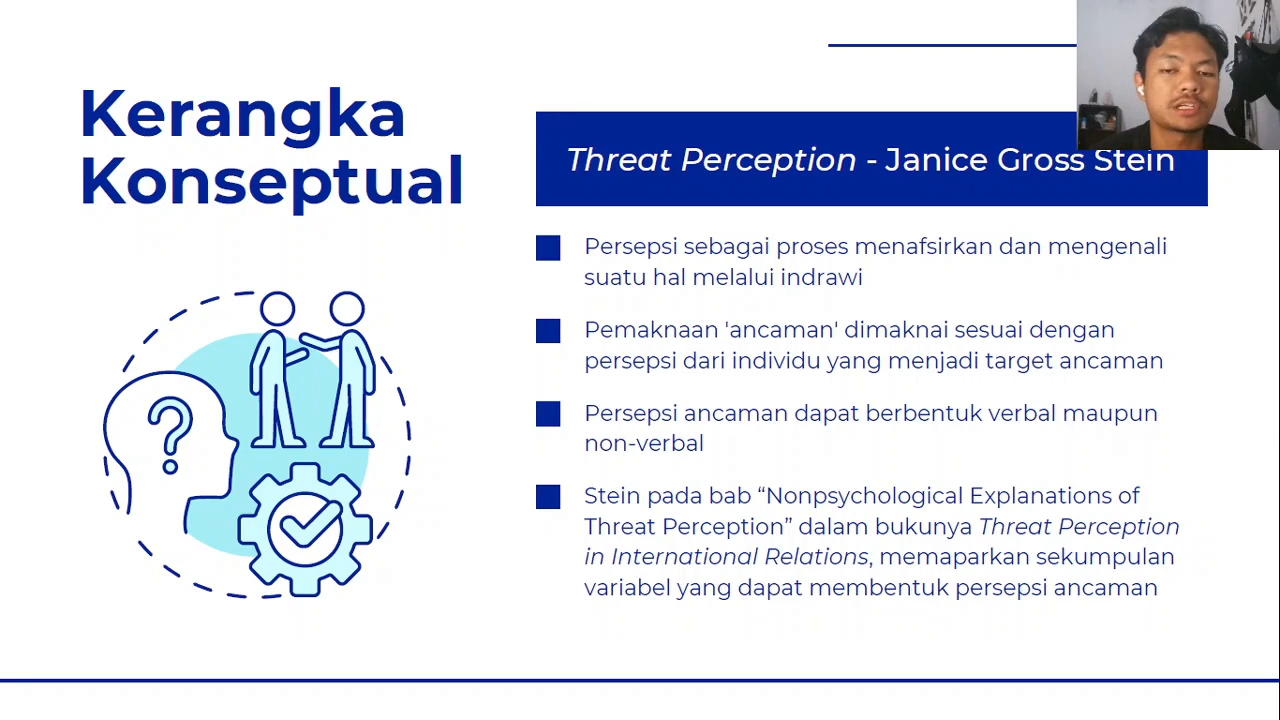 Kerangka
Konseptual
Threat Perception - Janice Gross Stein
Persepsi sebagai proses menafsirkan dan mengenali
suatu hal melalui indrawi
Pemaknaan 'ancaman' dimaknai sesuai dengan
persepsi dari individu yang menjadi target ancaman
Persepsi ancaman dapat berbentuk verbal maupun
non-verbal
Stein pada bab “Nonpsychological Explanations of
Threat Perception” dalam bukunya Threat Perception
in International Relations, memaparkan sekumpulan
variabel yang dapat membentuk persepsi ancaman
?